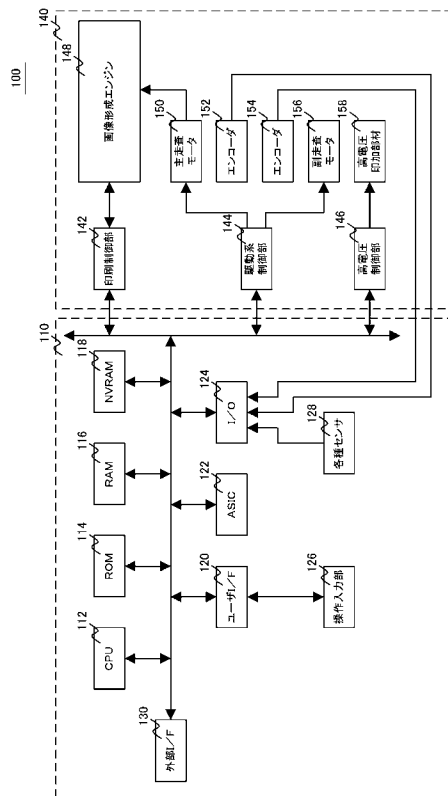 100
110
140
CPU
112
ROM
114
RAM
116
NVRAM
118
外部I/F
130
ユーザI/F
120
ASIC
122
I/O
124
操作入力部
126
各種センサ
128
印刷制御部
142
駆動系
制御部
144
高電圧
制御部
146
画像形成エンジン
148
主走査
モータ
150
エンコーダ
152
エンコーダ
154
副走査
モータ
156
高電圧
印加部材
158